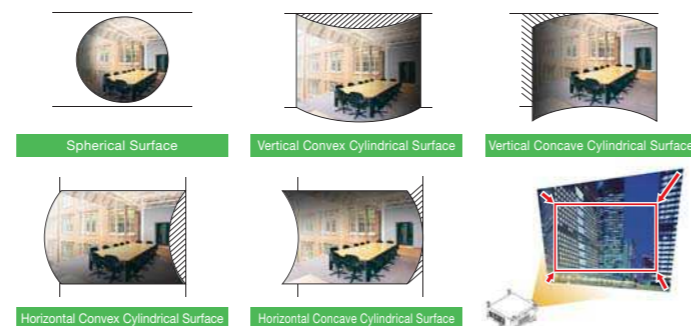 Spherical Surface
Vertical Convex Cylindrical Surface
Vertical Concave Cylindrical Surface
Horizontal Convex Cylindrical Surface
Horizontal Concave Cylindrical Surface